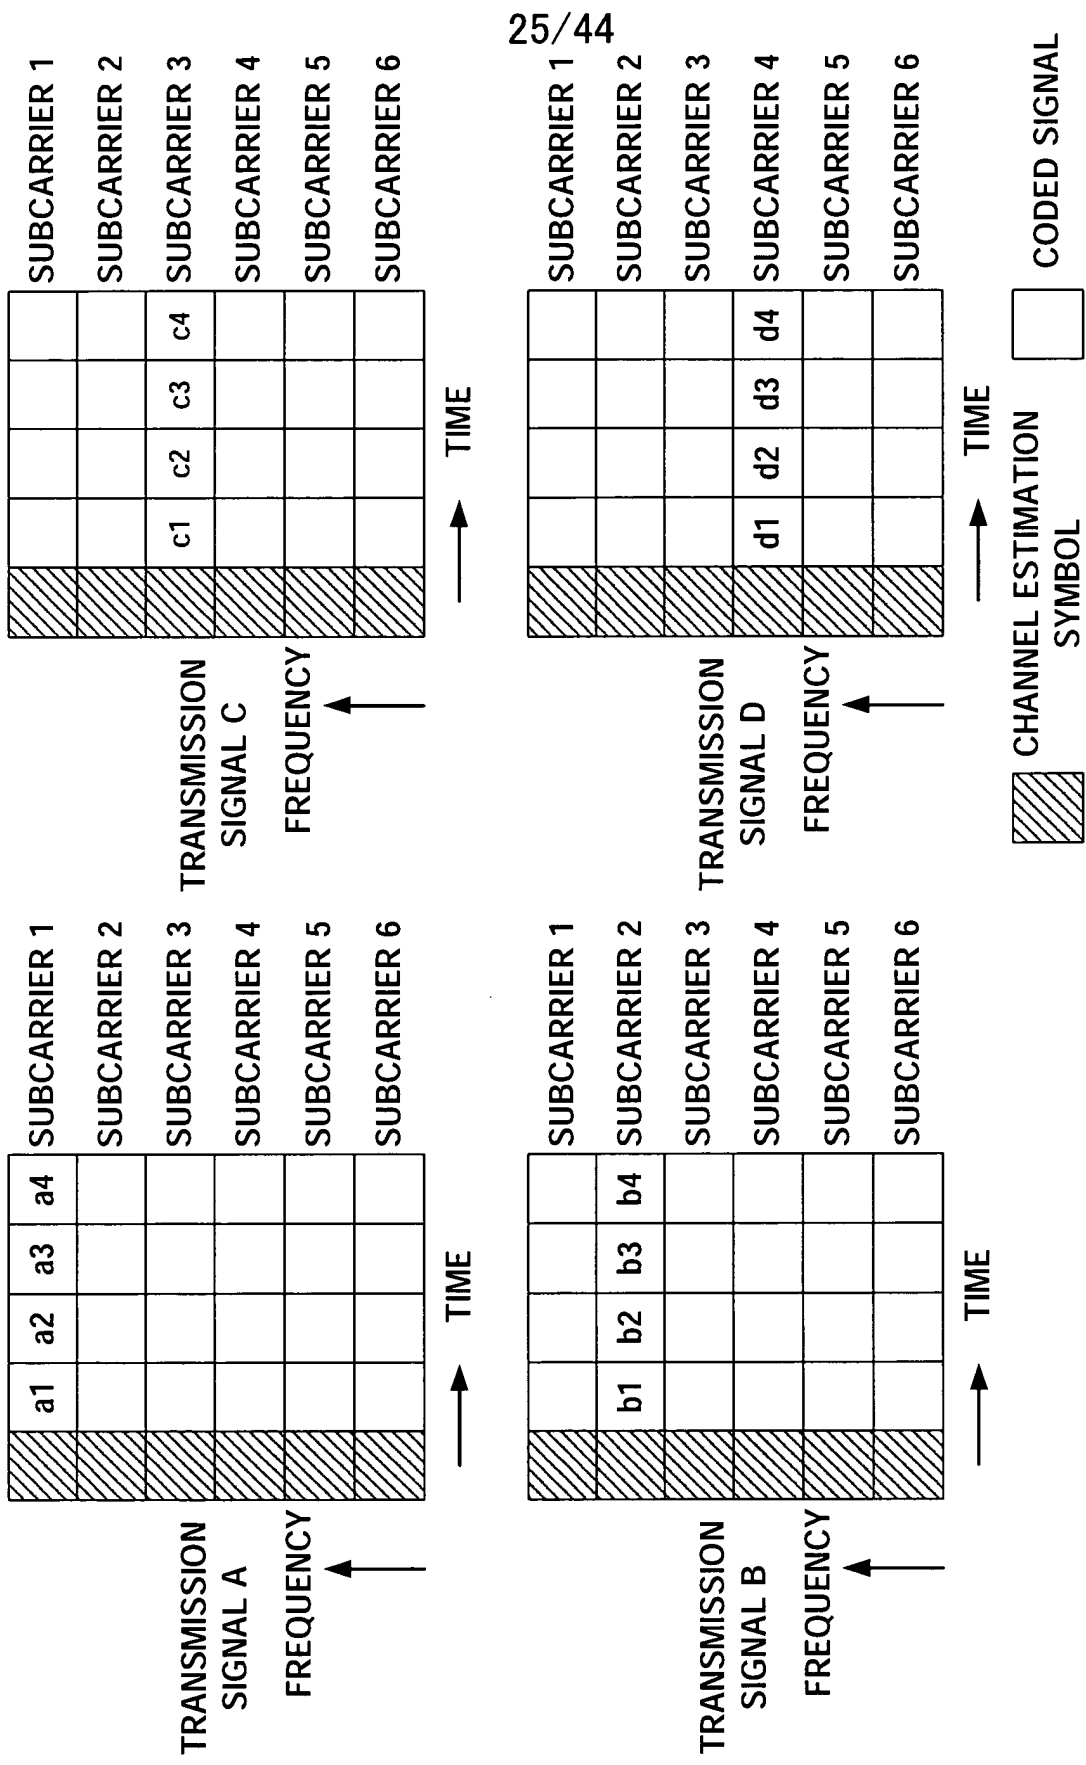 25/44
TRANSMISSION
SIGNAL A
FREQUENCY
a1 a2 a3 a4 SUBCARRIER 1
SUBCARRIER 2
SUBCARRIER 3
SUBCARRIER 4
SUBCARRIER 5
SUBCARRIER 6
TIME
TRANSMISSION
SIGNAL C
FREQUENCY
SUBCARRIER 1
SUBCARRIER 2
c1 c2 c3 c4 SUBCARRIER 3
SUBCARRIER 4
SUBCARRIER 5
SUBCARRIER 6
TIME
TRANSMISSION
SIGNAL B
FREQUENCY
SUBCARRIER 1
b1 b2 b3 b4 SUBCARRIER 2
SUBCARRIER 3
SUBCARRIER 4
SUBCARRIER 5
SUBCARRIER 6
TIME
TRANSMISSION
SIGNAL D
FREQUENCY
SUBCARRIER 1
SUBCARRIER 2
SUBCARRIER 3
d1 d2 d3 d4 SUBCARRIER 4
SUBCARRIER 5
SUBCARRIER 6
TIME
CHANNEL ESTIMATION
SYMBOL
CODED SIGNAL